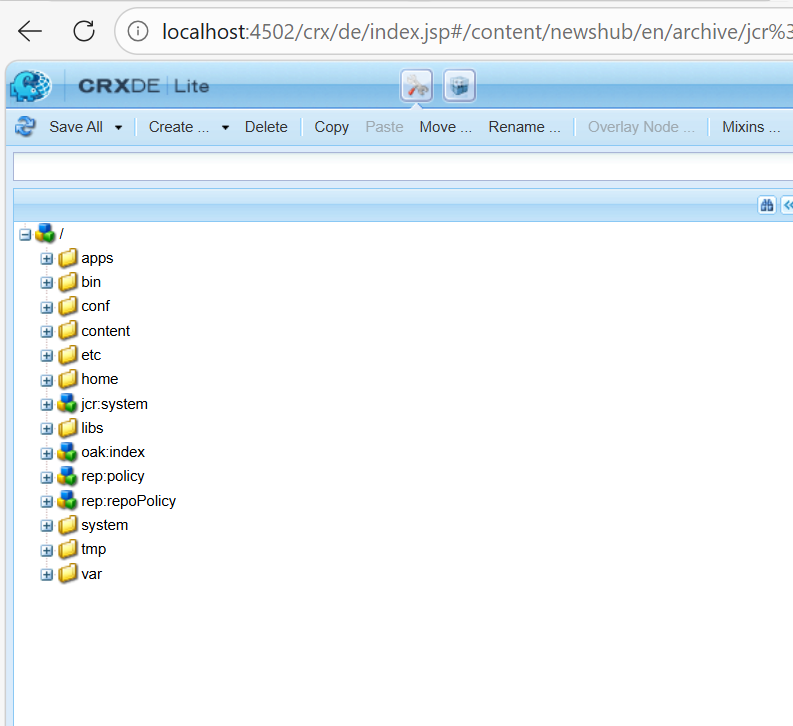 localhost:4502/crx/de/index.jsp#/content/newshub/en/archive/jcr%3
CRXDE | Lite
Save All Create ... Delete Copy Paste Move ... Rename ... Overlay Node ... Mixins ...
/
apps
bin
conf
content
etc
home
jcr:system
libs
oak:index
rep:policy
rep:repoPolicy
system
tmp
var